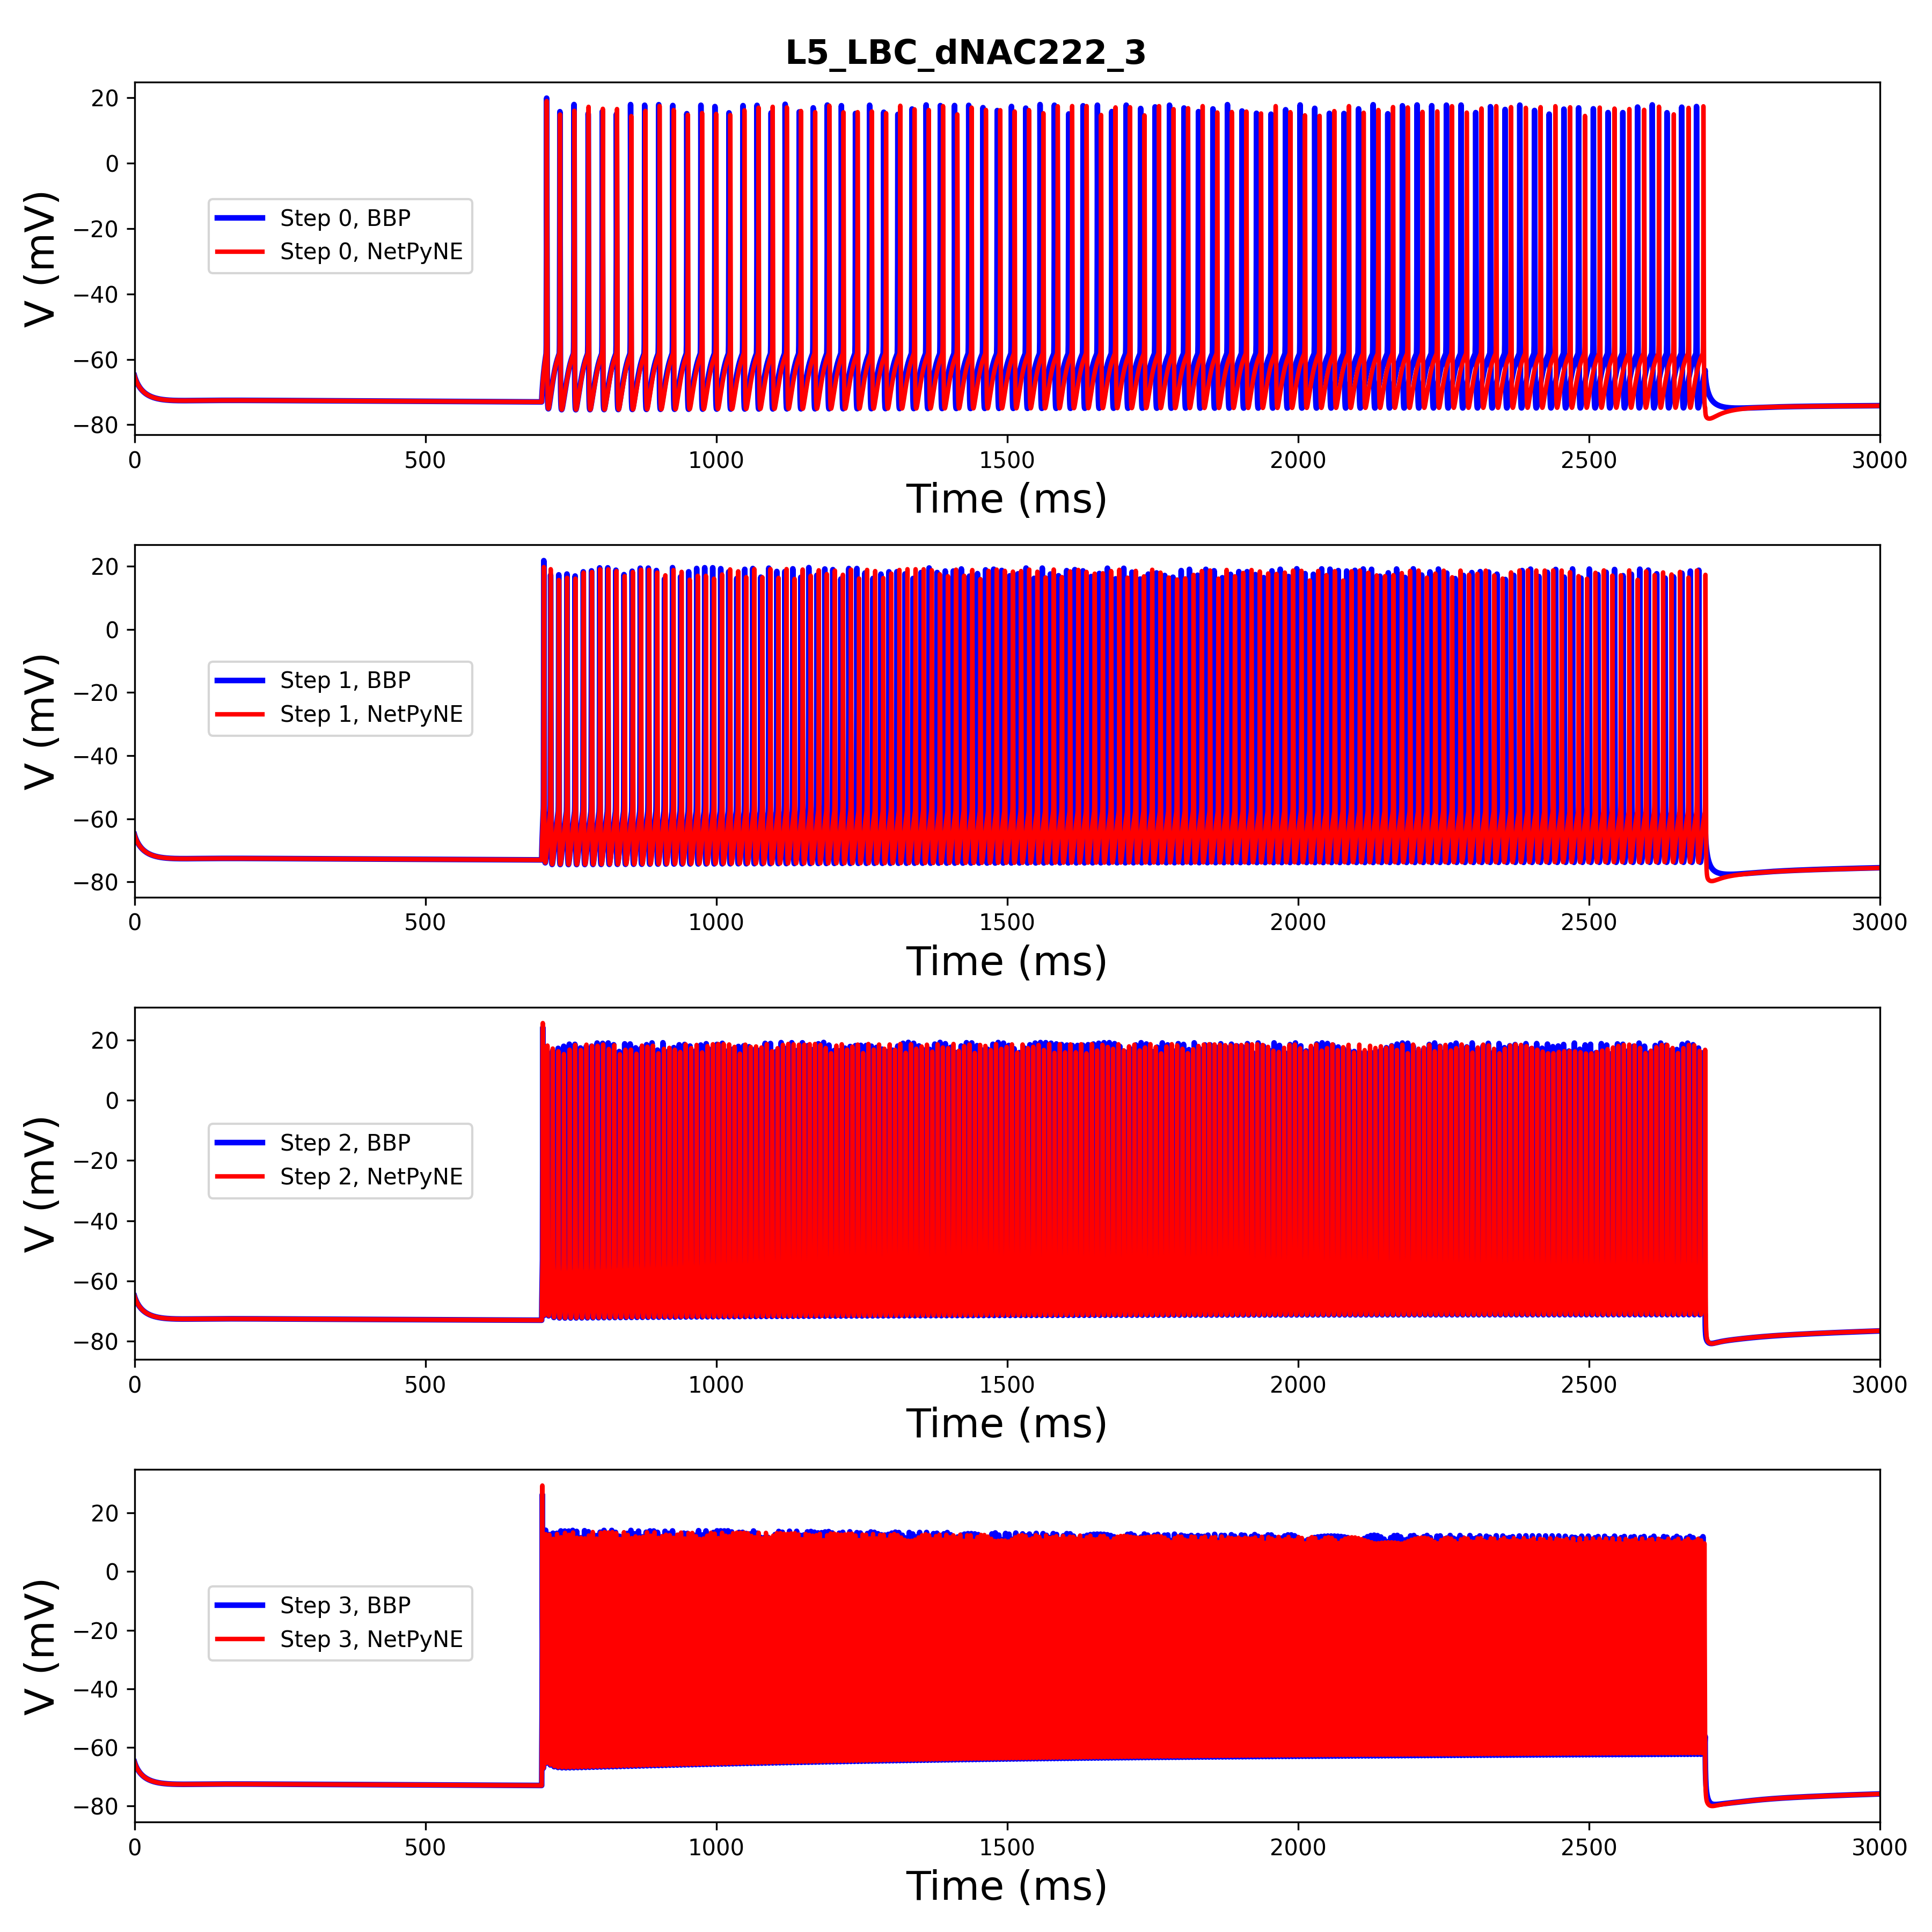 L5_LBC_dNAC222_3
20
0
−20
−40
−60
−80
V (mV)
Step 0, BBP
Step 0, NetPyNE
0 500 1000 1500 2000 2500 3000
Time (ms)
20
0
−20
−40
−60
−80
V (mV)
Step 1, BBP
Step 1, NetPyNE
0 500 1000 1500 2000 2500 3000
Time (ms)
20
0
−20
−40
−60
−80
V (mV)
Step 2, BBP
Step 2, NetPyNE
0 500 1000 1500 2000 2500 3000
Time (ms)
20
0
−20
−40
−60
−80
V (mV)
Step 3, BBP
Step 3, NetPyNE
0 500 1000 1500 2000 2500 3000
Time (ms)